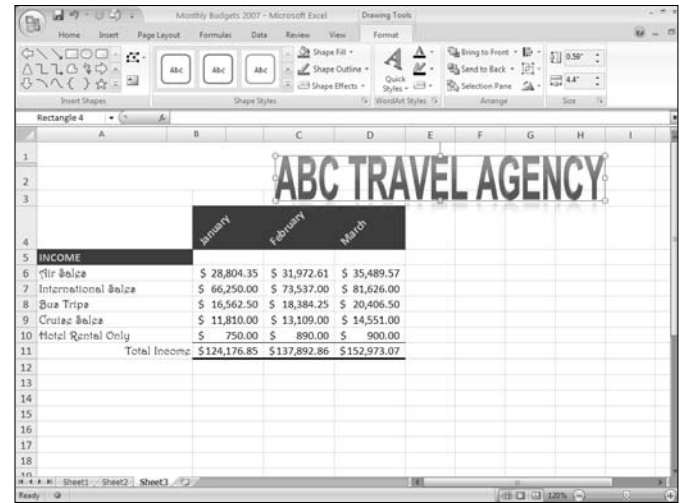 Monthly Budgets 2007 - Microsoft Excel Drawing Tools
Home Insert Page Layout Formulas Data Review View Format
Abc Abc Abc Shape Fill Shape Outline Shape Effects Quick Styles Bring to Front Send to Back Selection Pane 0.59" 4.4"
Insert Shapes Shape Styles WordArt Styles Arrange Size
Rectangle 4 fx
A B C D E F G H I
1
ABC TRAVEL AGENCY
2
3
4 January February March
5 INCOME
6 Air Sales $ 28,804.35 $ 31,972.61 $ 35,489.57
7 International Sales $ 66,250.00 $ 73,537.00 $ 81,626.00
8 Bus Trips $ 16,562.50 $ 18,384.25 $ 20,406.50
9 Cruise Sales $ 11,810.00 $ 13,109.00 $ 14,551.00
10 Hotel Rental Only $ 750.00 $ 890.00 $ 900.00
11 Total Income $124,176.85 $137,892.86 $152,973.07
12
13
14
15
16
17
18
19
Sheet1 Sheet2 Sheet3
Ready 120%